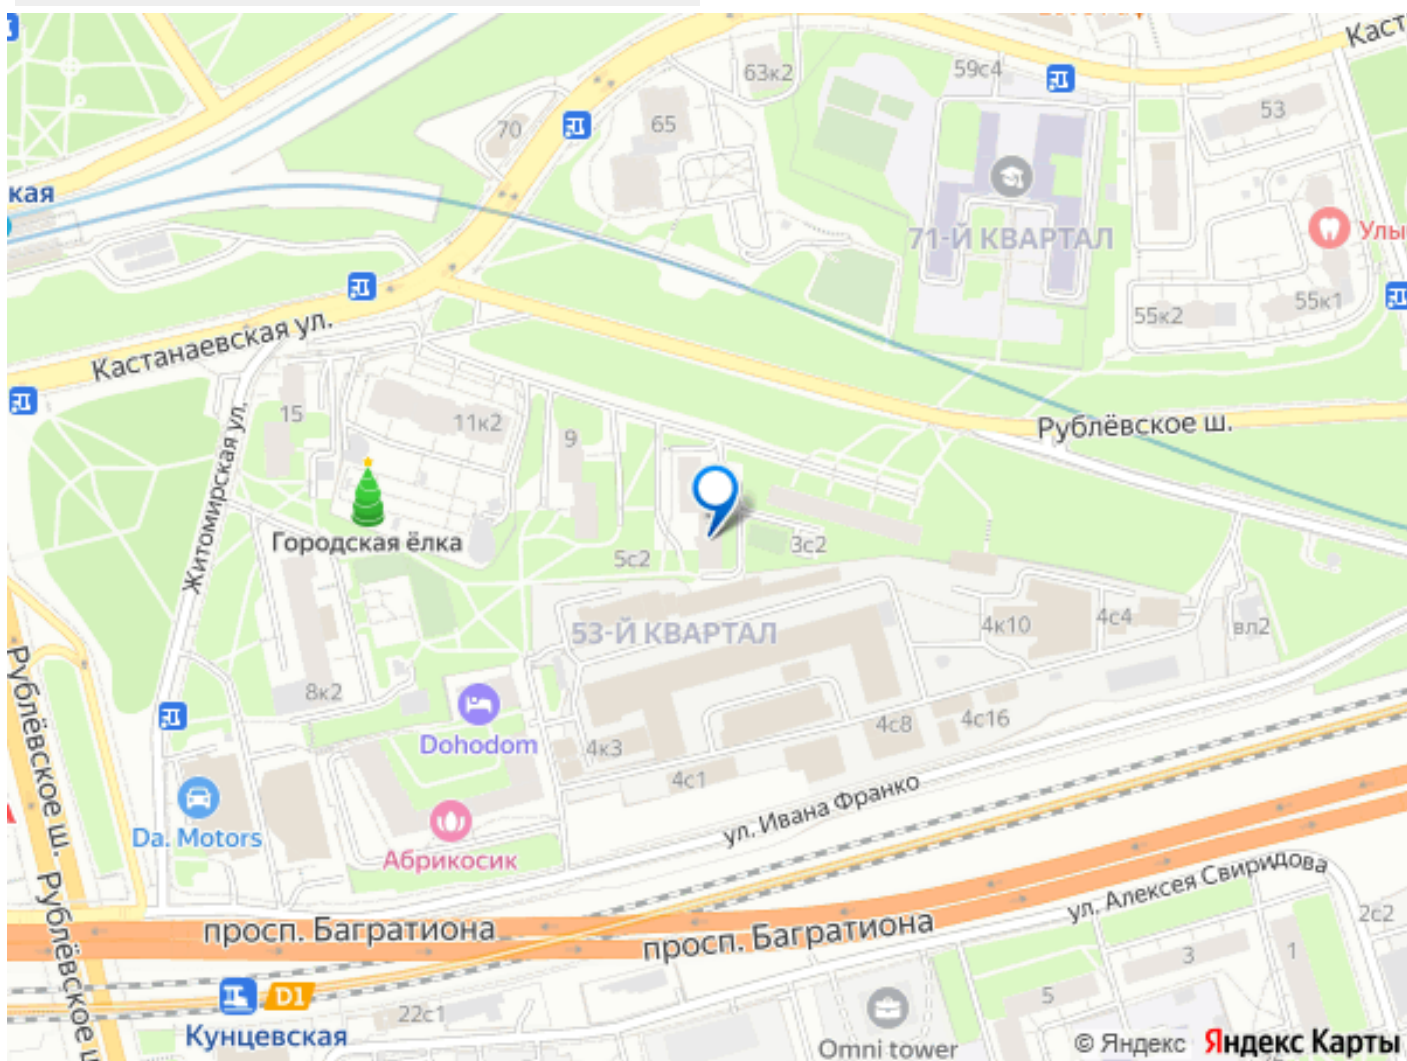 Каст
63к2
59с4
53
70
65
кая
71-Й КВАРТАЛ
Улы
55к2
55к1
Кастанаевская ул.
15
11к2
9
Рублёвское ш.
Житомирская ул.
Городская ёлка
5с2
3с2
53-Й КВАРТАЛ
4к10
4с4
вл2
8к2
Dohodom
4к3
4с8
4с16
4с1
Рублёвское ш.
Da. Motors
ул. Ивана Франко
Абрикосик
Рублёвское ш
ул. Алексея Свиридова
просп. Багратиона
просп. Багратиона
2с2
3
1
5
D1
22с1
Кунцевская
Omni tower
© Яндекс Яндекс Карты